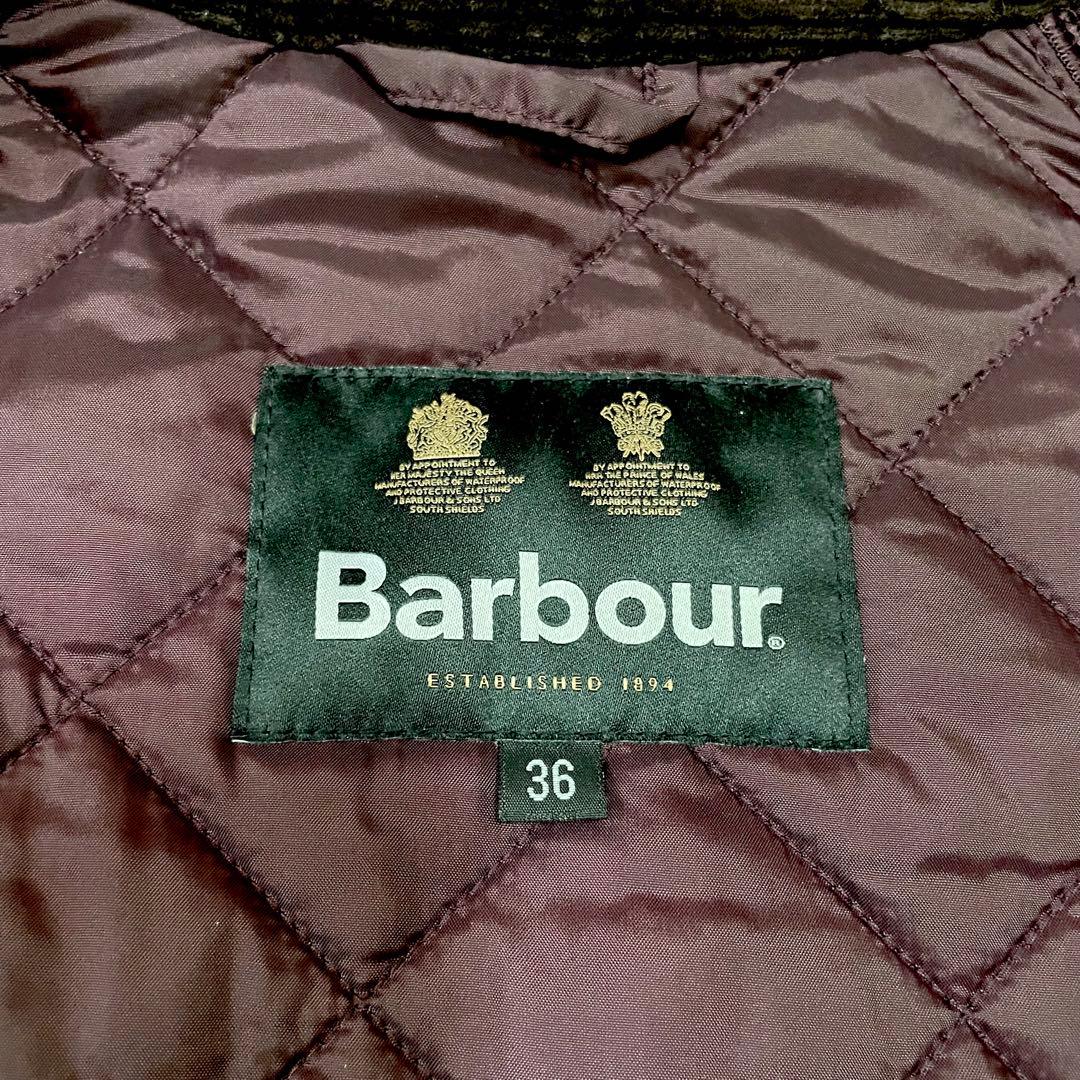 BY APPOINTMENT TO
HER MAJESTY THE QUEEN
MANUFACTURERS OF WATERPROOF
AND PROTECTIVE CLOTHING
J BARBOUR & SONS LTD
SOUTH SHIELDS
BY APPOINTMENT TO
HRH THE PRINCE OF WALES
MANUFACTURERS OF WATERPROOF
AND PROTECTIVE CLOTHING
J BARBOUR & SONS LTD
SOUTH SHIELDS
Barbour®
ESTABLISHED 1894
36